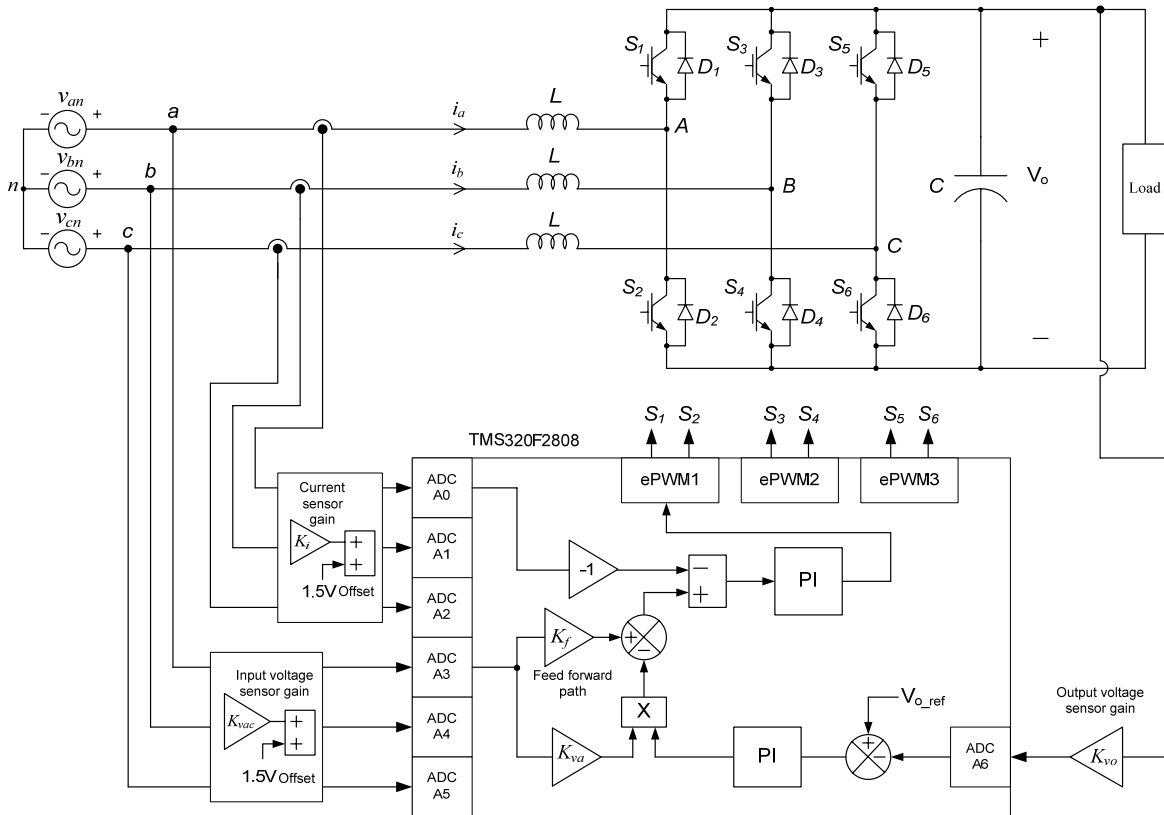 S1
S3
S5
D1
D3
D5
+
van
− +
a
ia
L
A
vbn
− +
n
b
ib
L
B
C
Vo
Load
vcn
− +
c
ic
L
C
S2
S4
S6
D2
D4
D6
−
S1 S2
S3 S4
S5 S6
TMS320F2808
ePWM1
ePWM2
ePWM3
Current
sensor
gain
Ki
+
+
1.5V Offset
ADC
A0
ADC
A1
ADC
A2
ADC
A3
ADC
A4
ADC
A5
-1
−
+
PI
Kf
+
−
Feed forward
path
Input voltage
sensor gain
Kvac
+
+
1.5V Offset
X
Kva
PI
Vo_ref
+
−
ADC
A6
Output voltage
sensor gain
Kvo